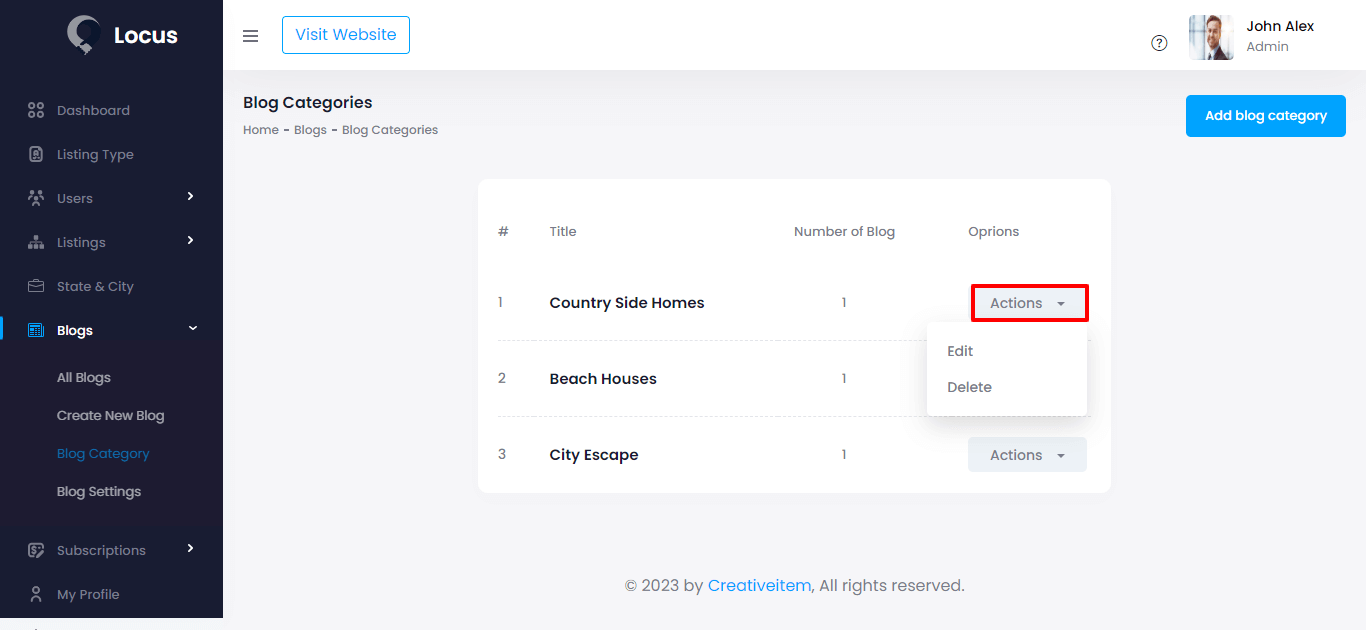 Locus
Visit Website
?
John Alex
Admin
Dashboard
Listing Type
Users
Listings
State & City
Blogs
All Blogs
Create New Blog
Blog Category
Blog Settings
Subscriptions
My Profile
Blog Categories
Home - Blogs - Blog Categories
Add blog category
# Title Number of Blog Oprions
1 Country Side Homes 1 Actions
Edit
Delete
2 Beach Houses 1
3 City Escape 1 Actions
© 2023 by Creativeitem, All rights reserved.